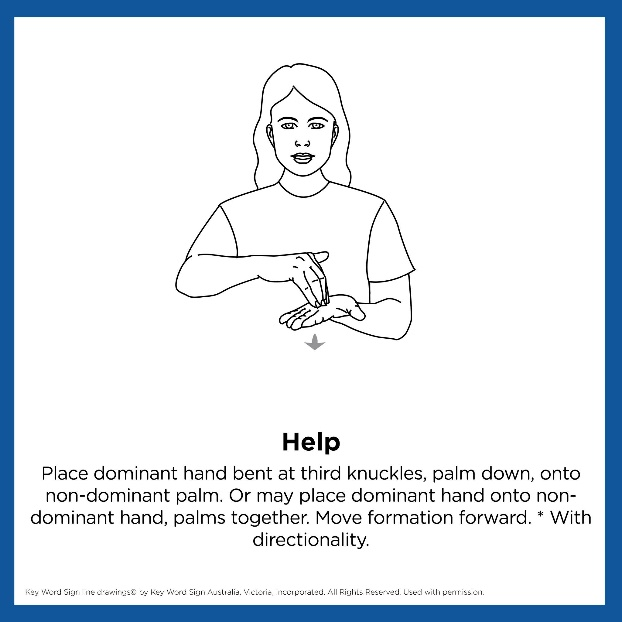 Help
Place dominant hand bent at third knuckles, palm down, onto
non-dominant palm. Or may place dominant hand onto non-
dominant hand, palms together. Move formation forward. * With
directionality.
Key Word Sign line drawings© by Key Word Sign Australia, Victoria, Incorporated. All Rights Reserved. Used with permission.